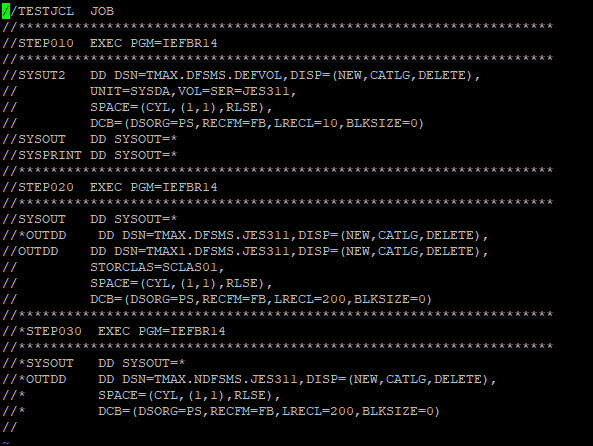 //TESTJCL  JOB
//******************************************************************
//STEP010  EXEC PGM=IEFBR14
//******************************************************************
//SYSUT2   DD DSN=TMAX.DFSMS.DEFVOL,DISP=(NEW,CATLG,DELETE),
//         UNIT=SYSDA,VOL=SER=JES311,
//         SPACE=(CYL,(1,1),RLSE),
//         DCB=(DSORG=PS,RECFM=FB,LRECL=10,BLKSIZE=0)
//SYSOUT   DD SYSOUT=*
//SYSPRINT DD SYSOUT=*
//******************************************************************
//STEP020  EXEC PGM=IEFBR14
//******************************************************************
//SYSOUT   DD SYSOUT=*
//*OUTDD    DD DSN=TMAX.DFSMS.JES311,DISP=(NEW,CATLG,DELETE),
//OUTDD    DD DSN=TMAX1.DFSMS.JES311,DISP=(NEW,CATLG,DELETE),
//         STORCLAS=SCLAS01,
//         SPACE=(CYL,(1,1),RLSE),
//         DCB=(DSORG=PS,RECFM=FB,LRECL=200,BLKSIZE=0)
//******************************************************************
//*STEP030  EXEC PGM=IEFBR14
//******************************************************************
//*SYSOUT   DD SYSOUT=*
//*OUTDD    DD DSN=TMAX.NDFSMS.JES311,DISP=(NEW,CATLG,DELETE),
//*         SPACE=(CYL,(1,1),RLSE),
//*         DCB=(DSORG=PS,RECFM=FB,LRECL=200,BLKSIZE=0)
//
~